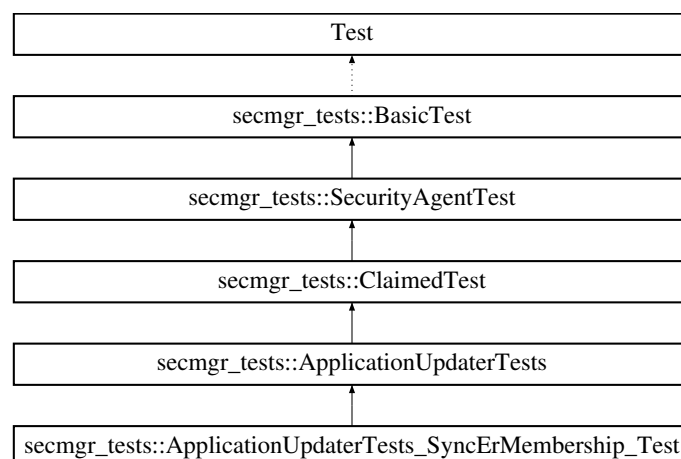 Test
secmgr_tests::BasicTest
secmgr_tests::SecurityAgentTest
secmgr_tests::ClaimedTest
secmgr_tests::ApplicationUpdaterTests
secmgr_tests::ApplicationUpdaterTests_SyncErMembership_Test